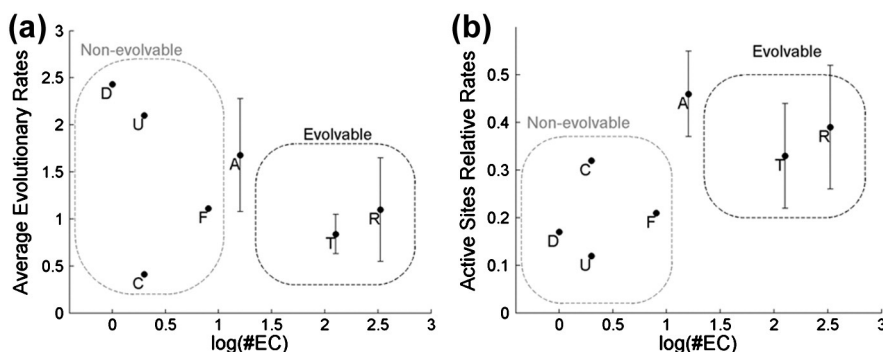 (a)
Average Evolutionary Rates
3
2.5
2
1.5
1
0.5
0
Non-evolvable
Evolvable
D
U
C
F
A
T
R
0 0.5 1 1.5 2 2.5 3
log(#EC)
(b)
Active Sites Relative Rates
0.5
0.4
0.3
0.2
0.1
0
Non-evolvable
Evolvable
D
C
U
F
A
T
R
0 0.5 1 1.5 2 2.5 3
log(#EC)